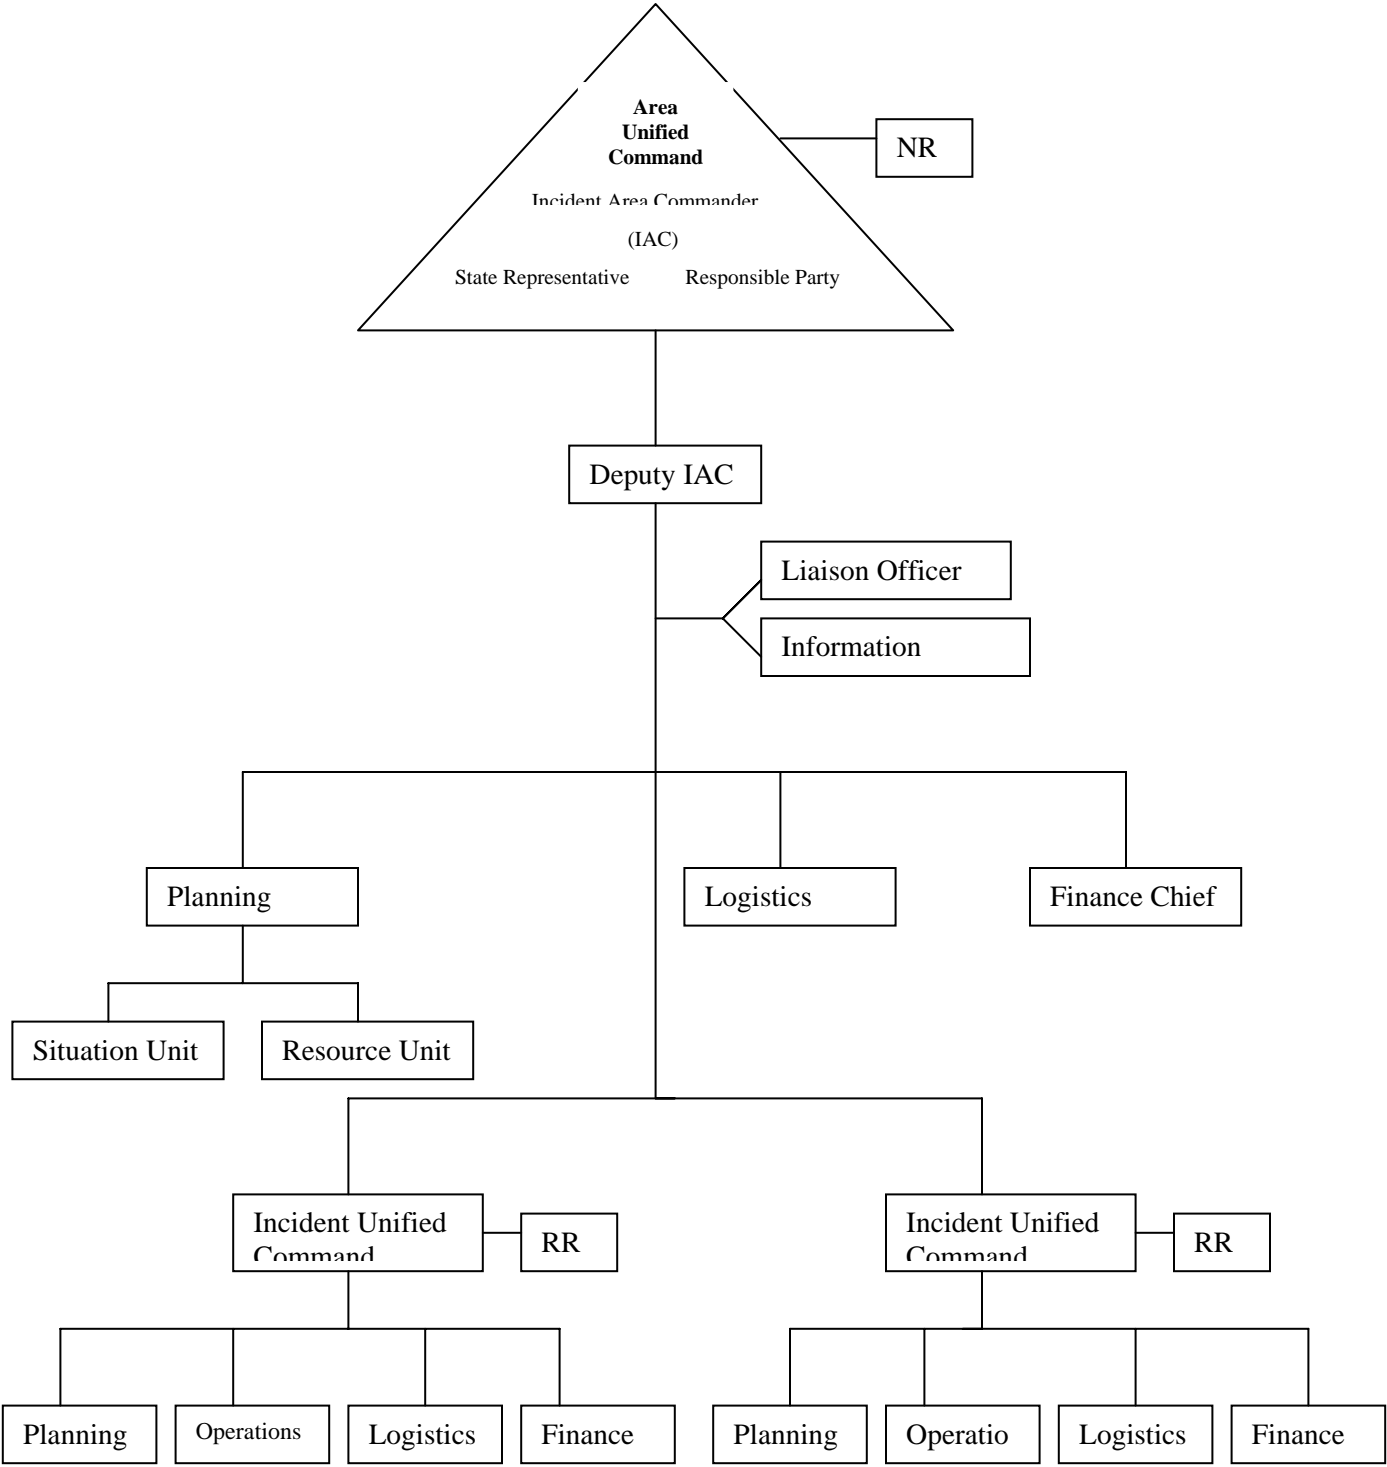 Area
Unified
Command
NR
Incident Area Commander
(IAC)
State Representative Responsible Party
Deputy IAC
Liaison Officer
Information
Planning
Logistics
Finance Chief
Situation Unit
Resource Unit
Incident Unified
Command
RR
Incident Unified
Command
RR
Planning
Operations
Logistics
Finance
Planning
Operatio
Logistics
Finance